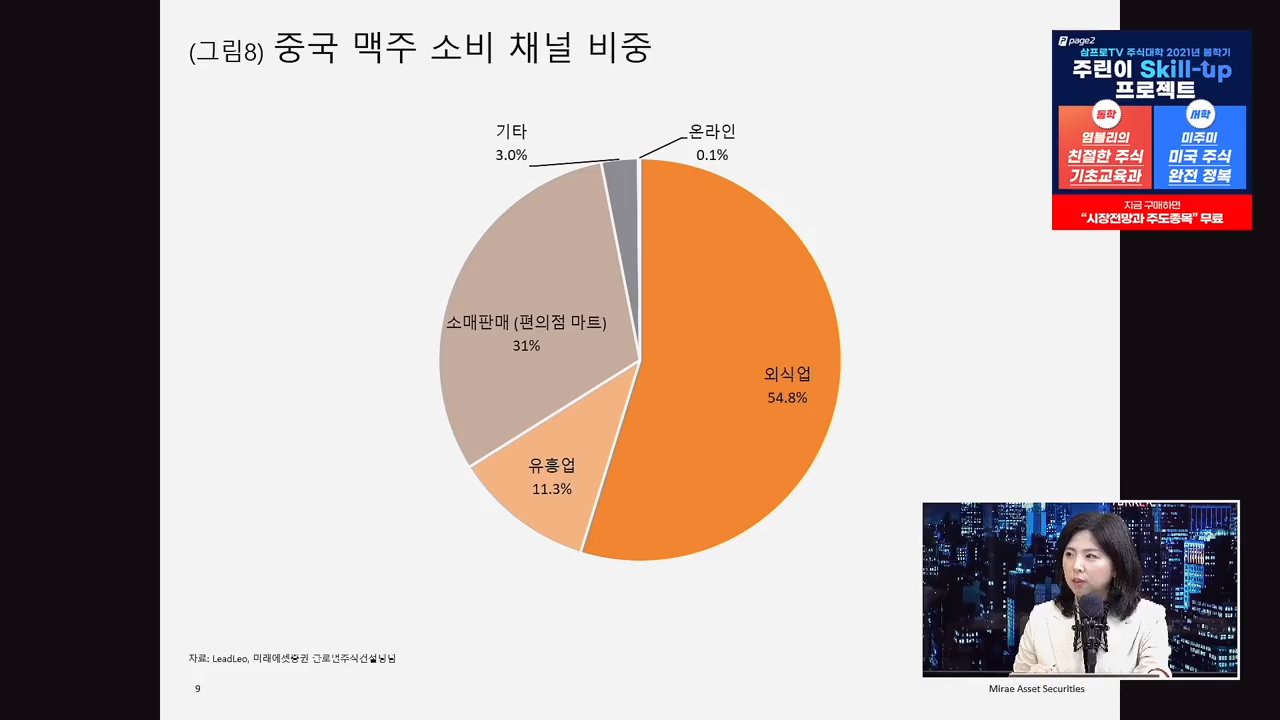 (그림8) 중국 맥주 소비 채널 비중
기타
3.0%
온라인
0.1%
소매판매 (편의점 마트)
31%
외식업
54.8%
유흥업
11.3%
자료: LeadLeo, 미래에셋증권
9
Mirae Asset Securities
page2
삼프로TV 주식대학 2021년 봄학기
주린이 Skill-up
프로젝트
동학
염블리의
친절한 주식
기초교육과
서학
미주미
미국 주식
완전 정복
지금 구매하면
“시장전망과 주도종목” 무료